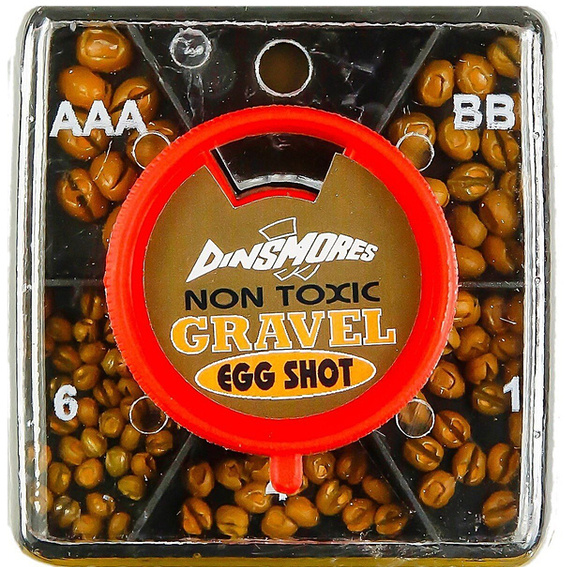 AAA
BB
DINSMORES
NON TOXIC
GRAVEL
EGG SHOT
6
1